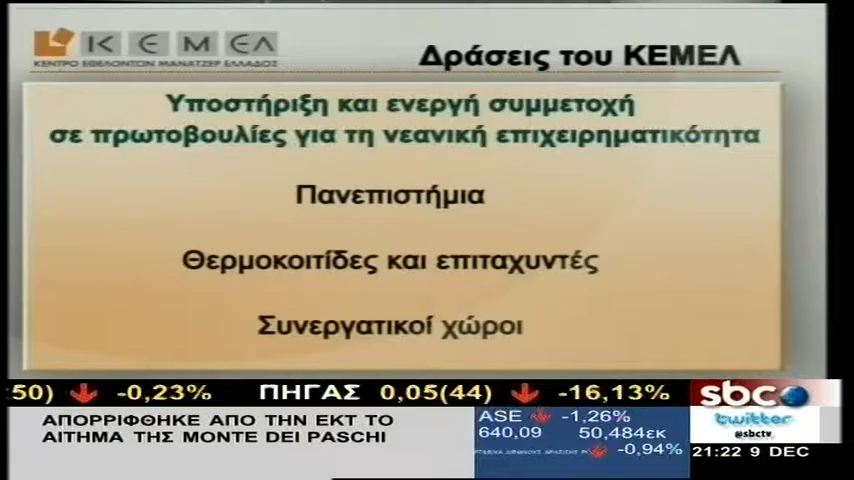 ΚΕΜΕΛ
ΚΕΝΤΡΟ ΕΘΕΛΟΝΤΩΝ ΜΑΝΑΤΖΕΡ ΕΛΛΑΔΟΣ
Δράσεις του ΚΕΜΕΛ
Υποστήριξη και ενεργή συμμετοχή
σε πρωτοβουλίες για τη νεανική επιχειρηματικότητα
Πανεπιστήμια
Θερμοκοιτίδες και επιταχυντές
Συνεργατικοί χώροι
:50) -0,23% ΠΗΓΑΣ 0,05(44) -16,13%
sbc
ΑΠΟΡΡΙΦΘΗΚΕ ΑΠΟ ΤΗΝ ΕΚΤ ΤΟ
ΑΙΤΗΜΑ ΤΗΣ MONTE DEI PASCHI
ASE -1,26%
640,09 50,484εκ
-0,94%
twitter
@sbctv
21:22 9 DEC